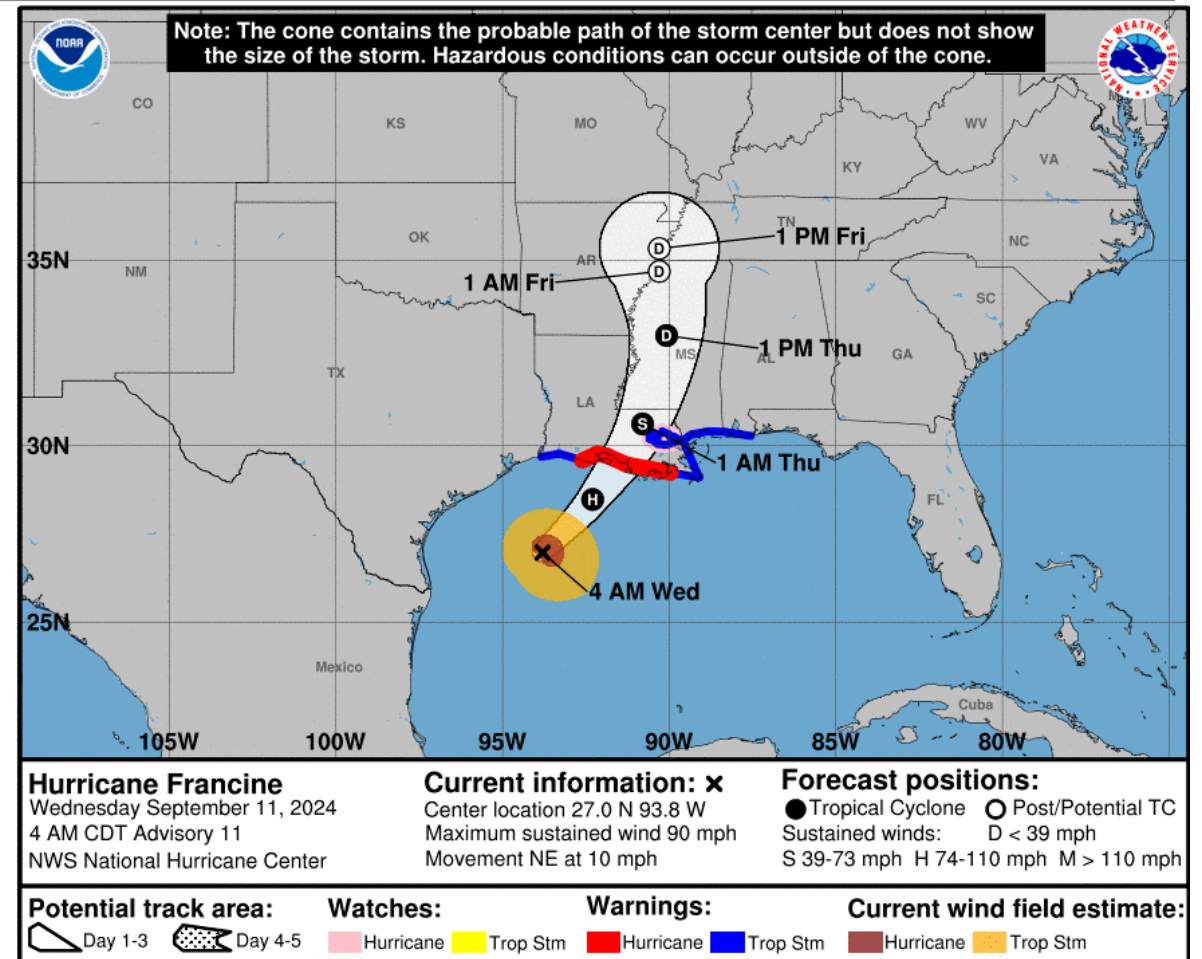 Note: The cone contains the probable path of the storm center but does not show
the size of the storm. Hazardous conditions can occur outside of the cone.
NOAA
NATIONAL WEATHER SERVICE
CO
KS
MO
WV
KY
VA
OK
TN
NC
NM
AR
1 PM Fri
35N
1 AM Fri
SC
1 PM Thu
MS
AL
GA
TX
D
D
D
LA
S
30N
1 AM Thu
H
FL
4 AM Wed
25N
Mexico
Cuba
105W 100W 95W 90W 85W 80W
Hurricane Francine
Wednesday September 11, 2024
4 AM CDT Advisory 11
NWS National Hurricane Center
Current information: x
Center location 27.0 N 93.8 W
Maximum sustained wind 90 mph
Movement NE at 10 mph
Forecast positions:
Tropical Cyclone Post/Potential TC
Sustained winds: D < 39 mph
S 39-73 mph H 74-110 mph M > 110 mph
Potential track area:
Day 1-3 Day 4-5
Watches:
Hurricane Trop Stm
Warnings:
Hurricane Trop Stm
Current wind field estimate:
Hurricane Trop Stm